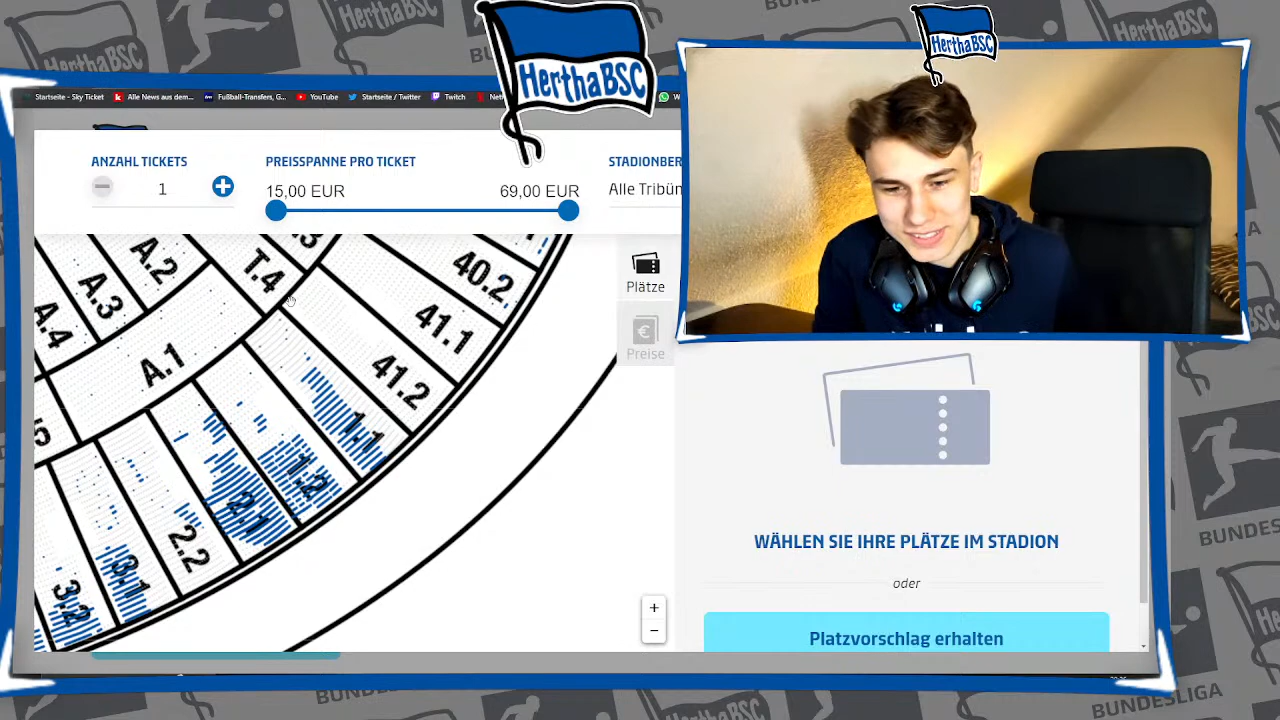 HerthaBSC
HerthaBSC
HerthaBSC
HerthaBSC
Startseite - Sky Ticket
Alle News aus dem...
Fußball-Transfers, G...
YouTube
Startseite / Twitter
Twitch
ANZAHL TICKETS
PREISSPANNE PRO TICKET
1
15,00 EUR
69,00 EUR
Alle
A.2
T.4
40.2
A.3
A.4
41.1
Plätze
A.1
41.2
Preise
1.1
1.2
2.1
2.2
3.1
3.2
WÄHLEN SIE IHRE PLÄTZE IM STADION
oder
+
−
Platzvorschlag erhalten
BUNDESLIGA